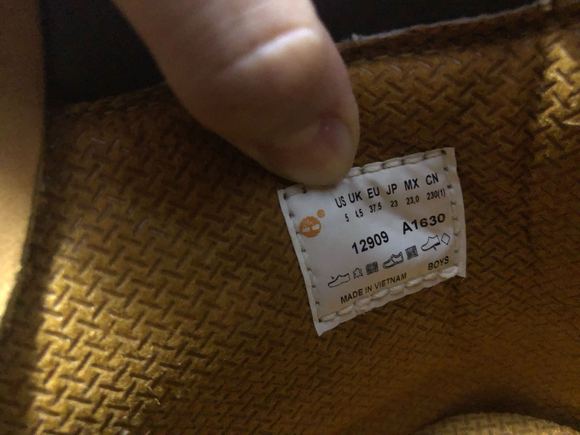 US UK EU JP MX CN
5 4.5 37.5 23 23,0 230(1)
12909 A1630
MADE IN VIETNAM BOYS